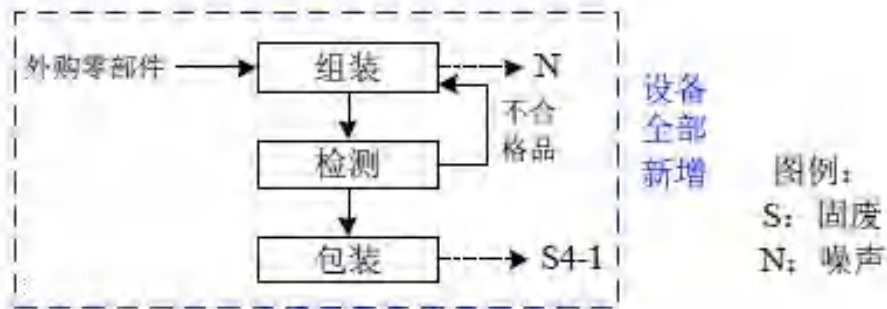 外购零部件
组装
N
不合
格品
检测
包装
S4-1
设备
全部
新增
图例：
S：固废
N：噪声